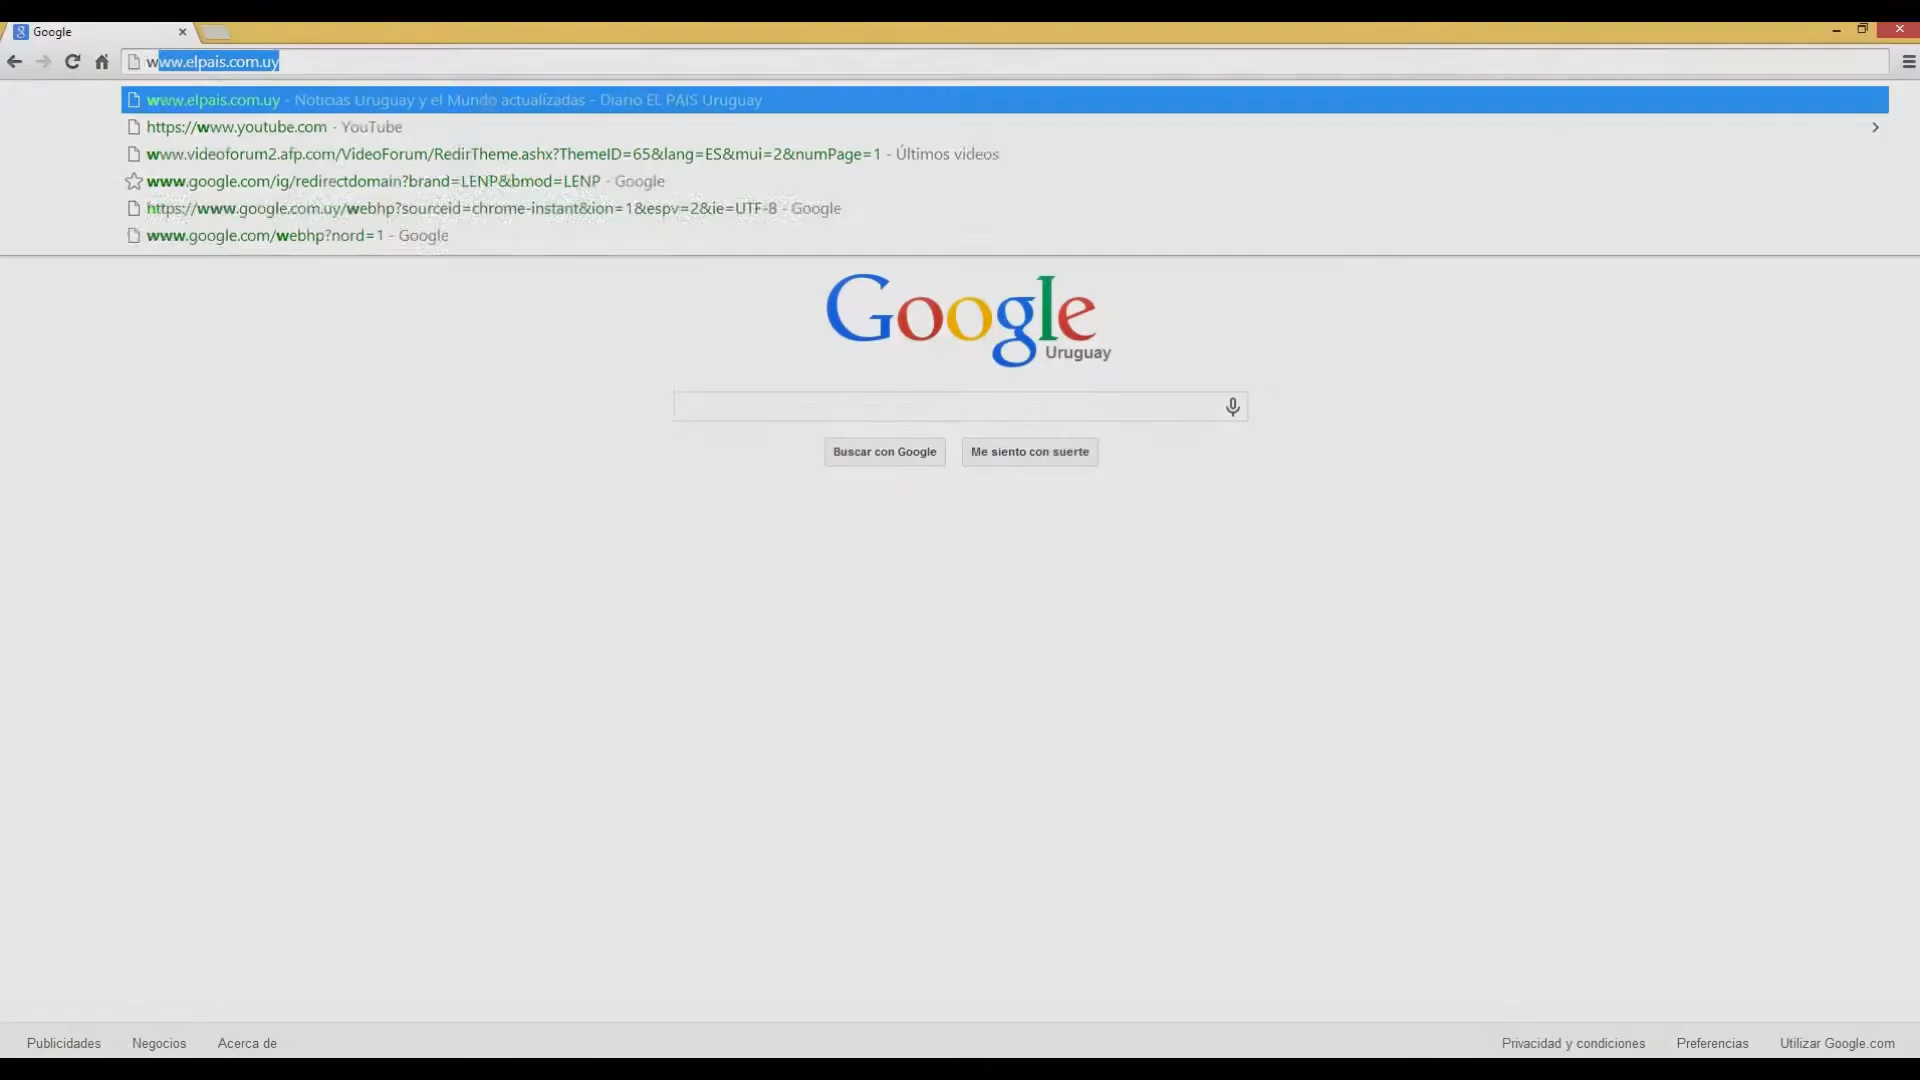 Google
www.elpais.com.uy
www.elpais.com.uy - Noticias Uruguay y el Mundo actualizadas - Diario EL PAIS Uruguay
https://www.youtube.com - YouTube
www.videoforum2.afp.com/VideoForum/RedirTheme.ashx?ThemeID=65&lang=ES&mui=2&numPage=1 - Últimos videos
www.google.com/ig/redirectdomain?brand=LENP&bmod=LENP - Google
https://www.google.com.uy/webhp?sourceid=chrome-instant&ion=1&espv=2&ie=UTF-8 - Google
www.google.com/webhp?nord=1 - Google
Google
Uruguay
Buscar con Google Me siento con suerte
Publicidades Negocios Acerca de Privacidad y condiciones Preferencias Utilizar Google.com